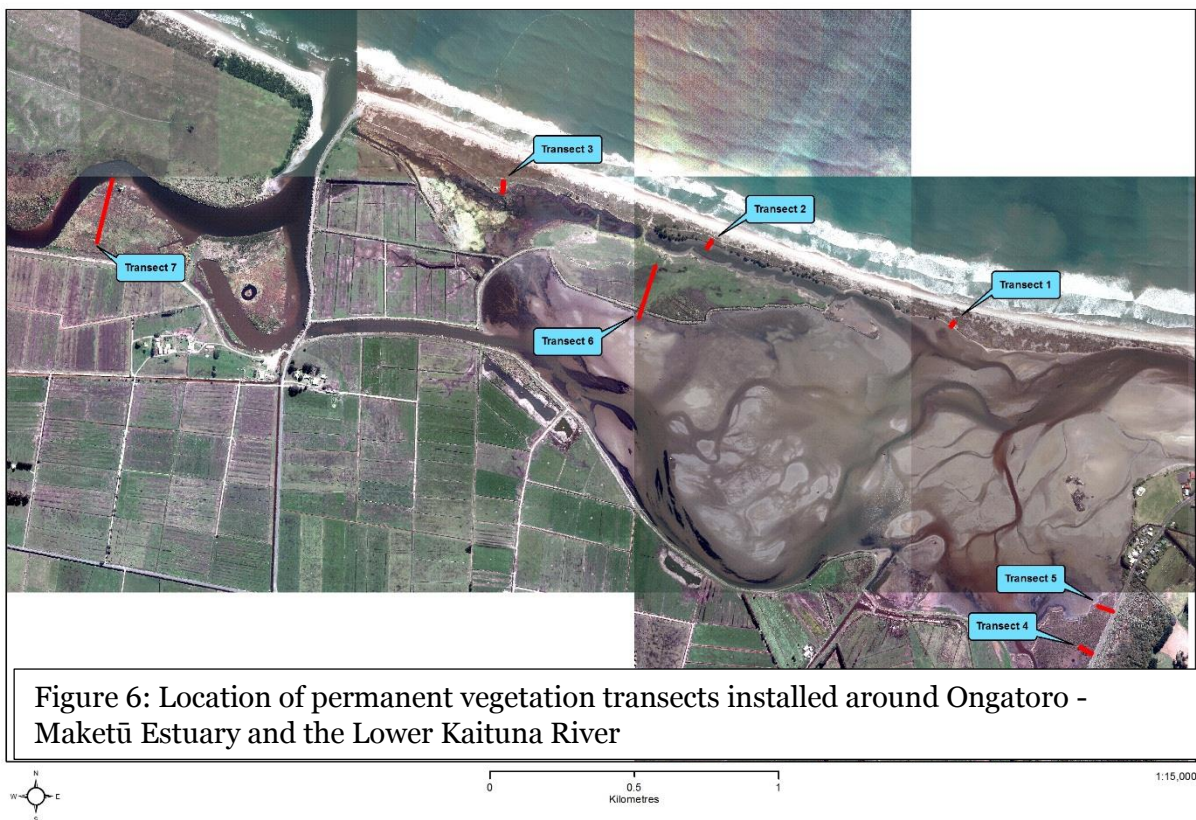 Transect 3
Transect 2
Transect 7
Transect 1
Transect 6
Transect 5
Transect 4
Figure 6: Location of permanent vegetation transects installed around Ongatoro -
Maketū Estuary and the Lower Kaituna River
N
W E
S
0 0.5 1
Kilometres
1:15,000